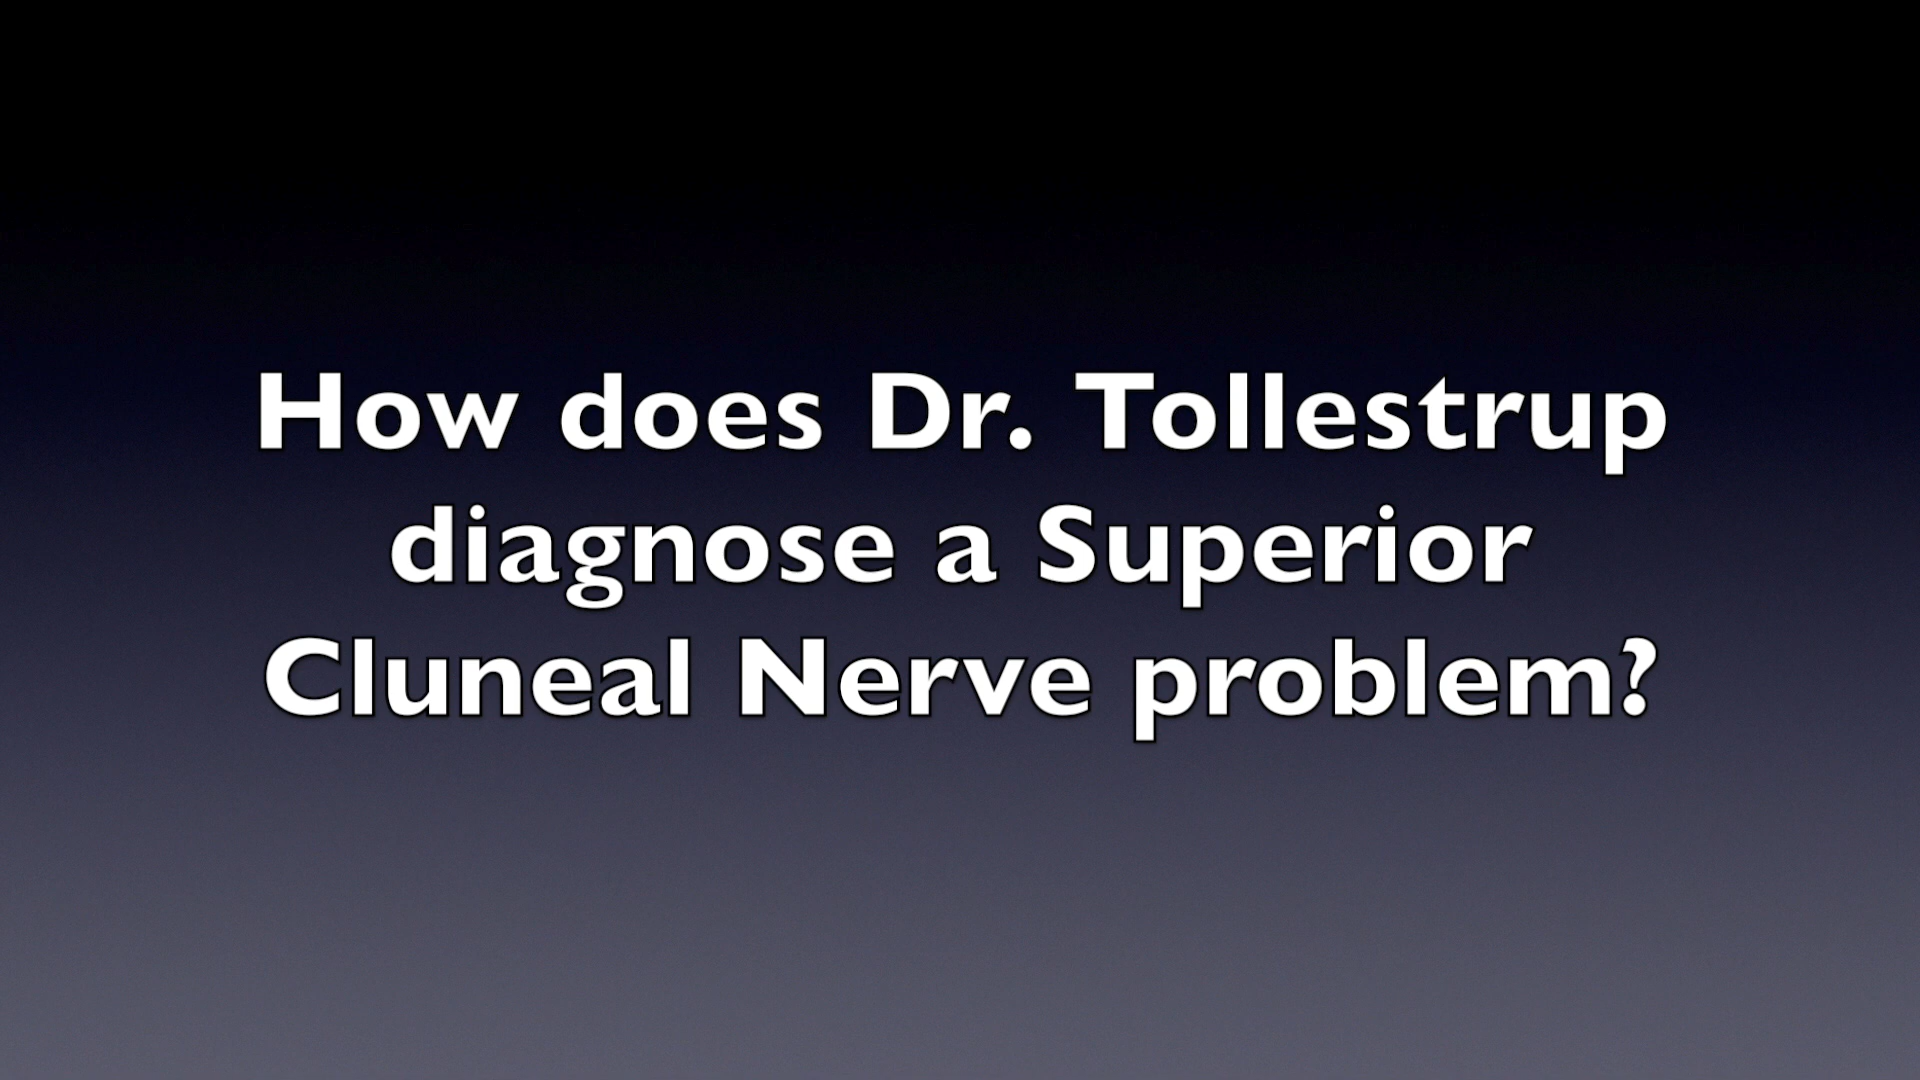 How does Dr. Tollestrup
diagnose a Superior
Cluneal Nerve problem?